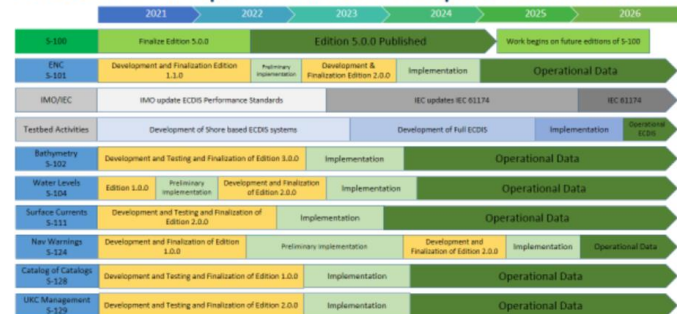 2021 2022 2023 2024 2025 2026
S-100 Finalize Edition 5.0.0 Edition 5.0.0 Published Work begins on future editions of S-100
ENC
S-101
Development and Finalization Edition
1.1.0
Preliminary
Implementation
Development &
Finalization Edition 2.0.0
Implementation Operational Data
IMO/IEC IMO update ECDIS Performance Standards IEC updates IEC 61174 IEC 61174
Testbed Activities Development of Shore based ECDIS systems Development of Full ECDIS Implementation
Operational
ECDIS
Bathymetry
S-102
Development and Testing and Finalization of Edition 3.0.0 Implementation Operational Data
Water Levels
S-104
Edition 1.0.0
Preliminary
Implementation
Development and Finalization
of Edition 2.0.0
Implementation Operational Data
Surface Currents
S-111
Development and Testing and Finalization of
Edition 2.0.0
Implementation Operational Data
Nav Warnings
S-124
Development and Finalization of Edition
1.0.0
Preliminary Implementation
Development and
Finalization of Edition 2.0.0
Implementation Operational Data
Catalog of Catalogs
S-128
Development and Testing and Finalization of Edition 1.0.0 Implementation Operational Data
UKC Management
S-129
Development and Testing and Finalization of Edition 2.0.0 Implementation Operational Data